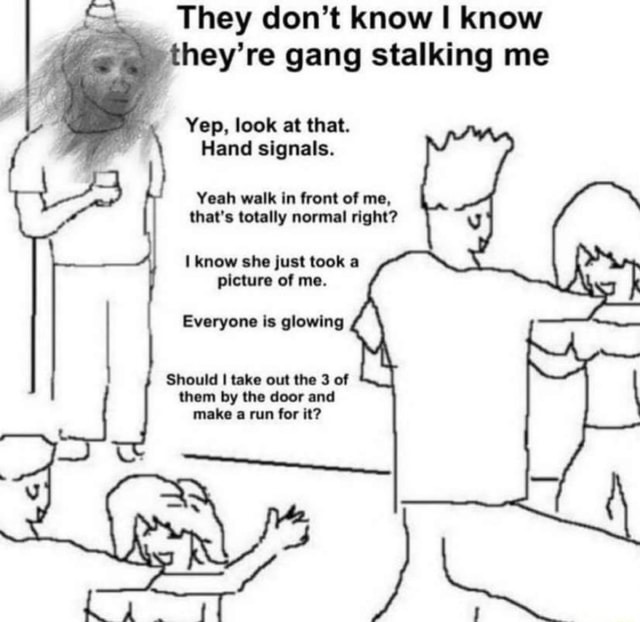 They don't know I know
they're gang stalking me
Yep, look at that.
Hand signals.
Yeah walk in front of me,
that's totally normal right?
I know she just took a
picture of me.
Everyone is glowing
Should I take out the 3 of
them by the door and
make a run for it?